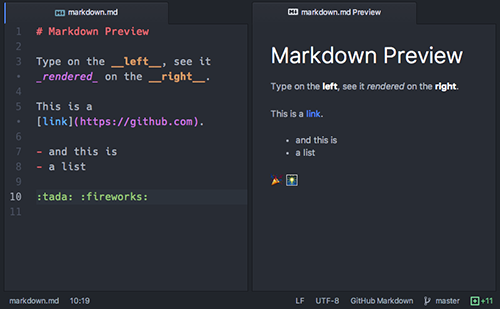 markdown.md
1 # Markdown Preview
2
3 Type on the __left__, see it
• _rendered_ on the __right__.
4
5 This is a
• [link](https://github.com).
6
7 - and this is
8 - a list
9
10 :tada: :fireworks:
11
markdown.md Preview
Markdown Preview
Type on the left, see it rendered on the right.
This is a link.
• and this is
• a list
markdown.md 10:19 LF UTF-8 GitHub Markdown master +11